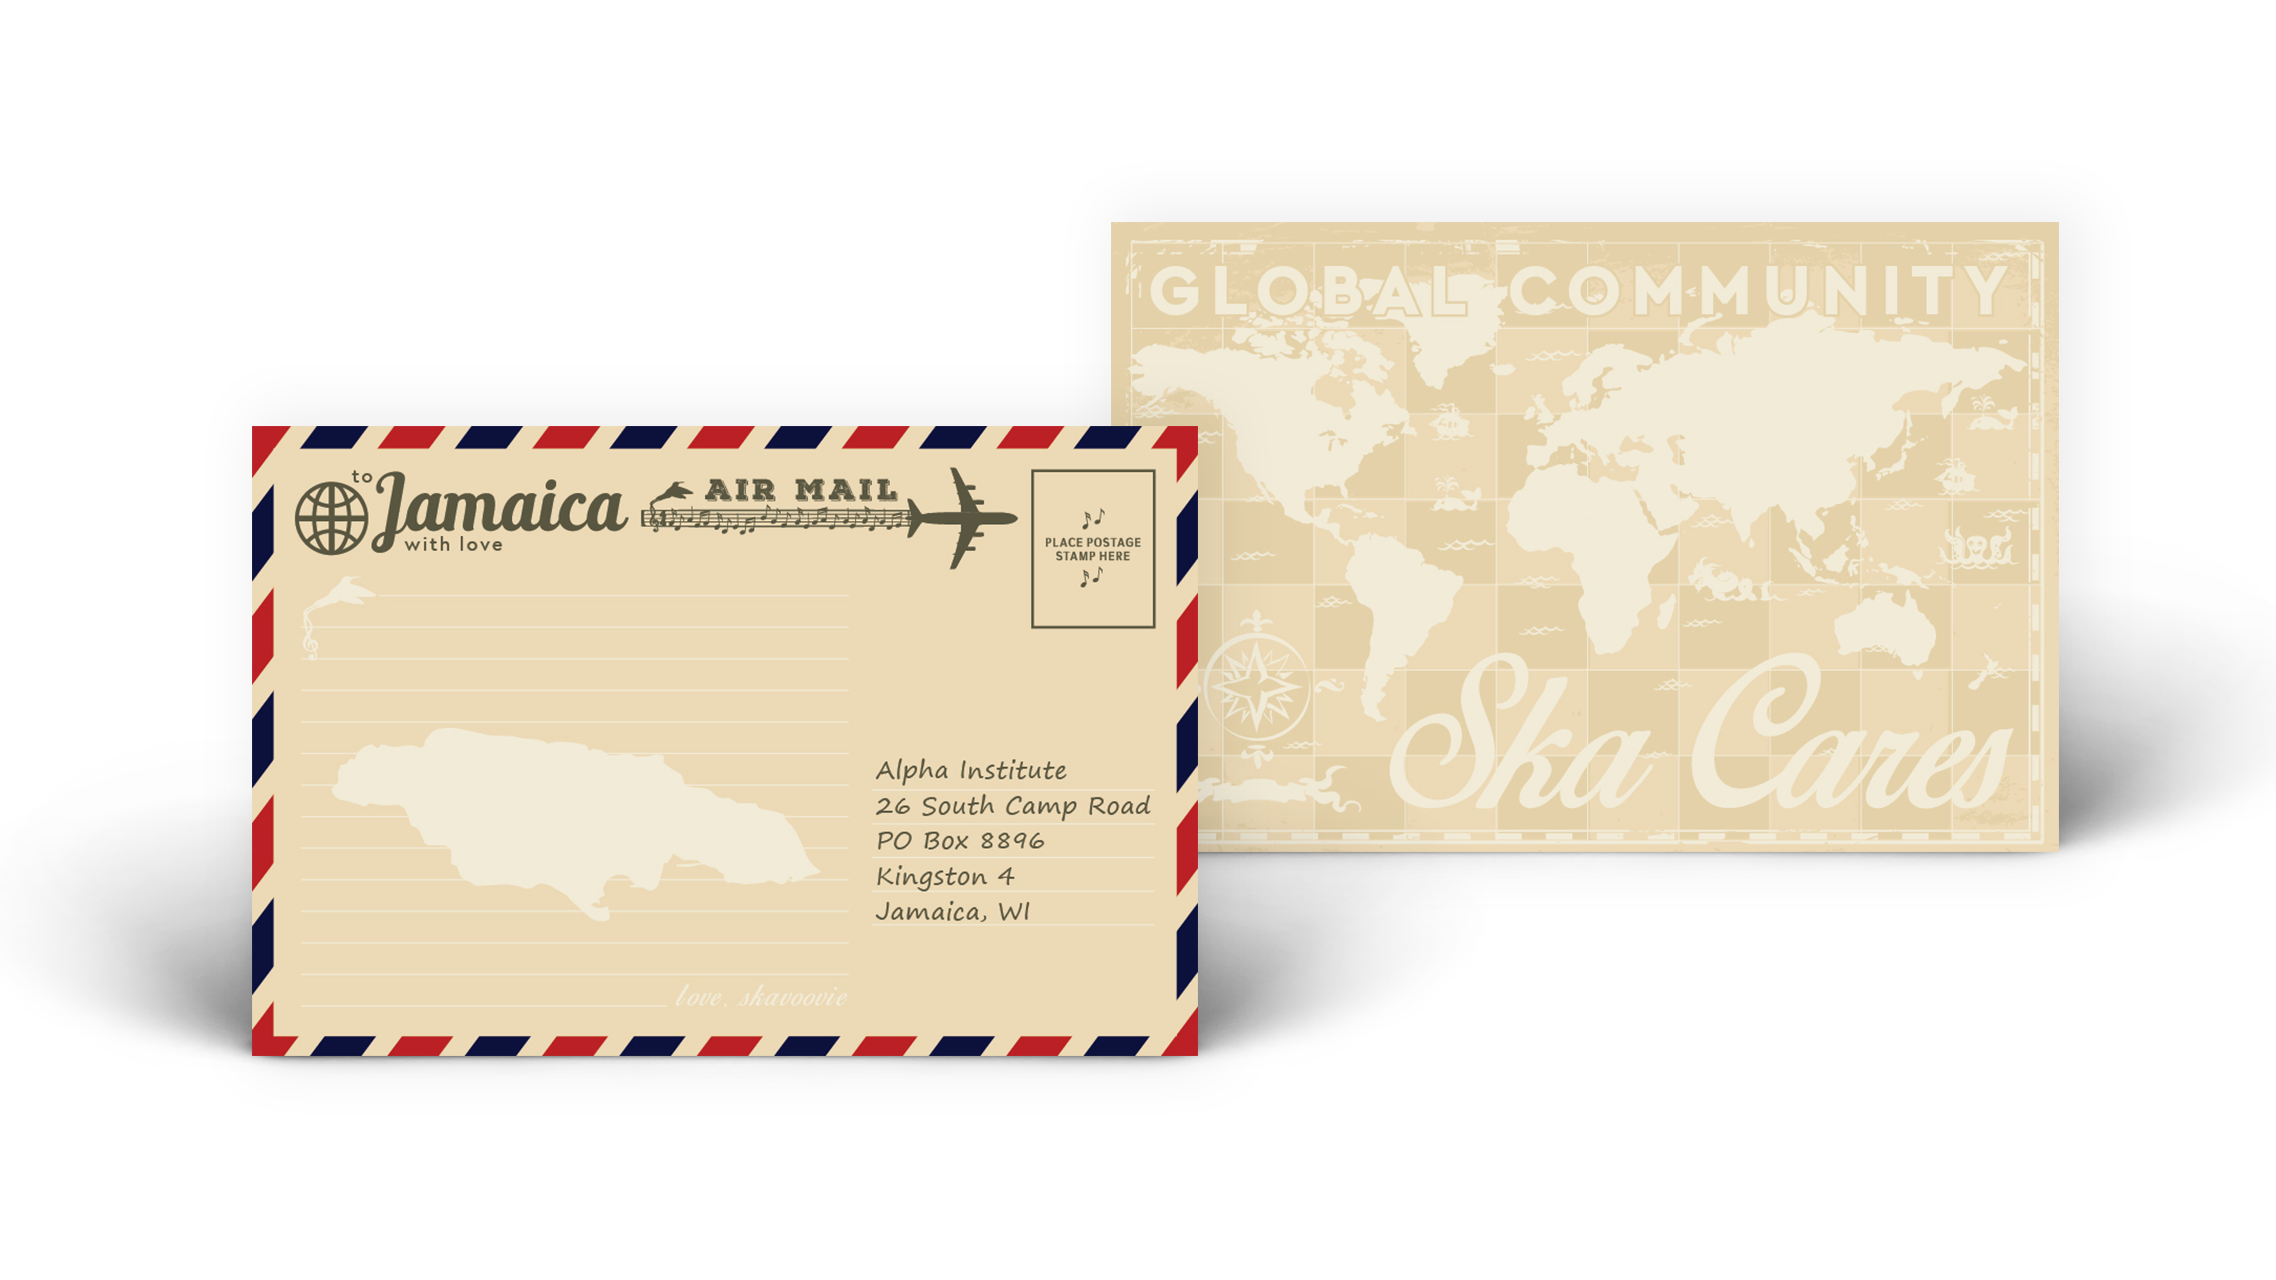 to
Jamaica
with love
AIR MAIL
PLACE POSTAGE
STAMP HERE
Alpha Institute
26 South Camp Road
PO Box 8896
Kingston 4
Jamaica, WI
love, skavoovie
GLOBAL COMMUNITY
Ska Cares